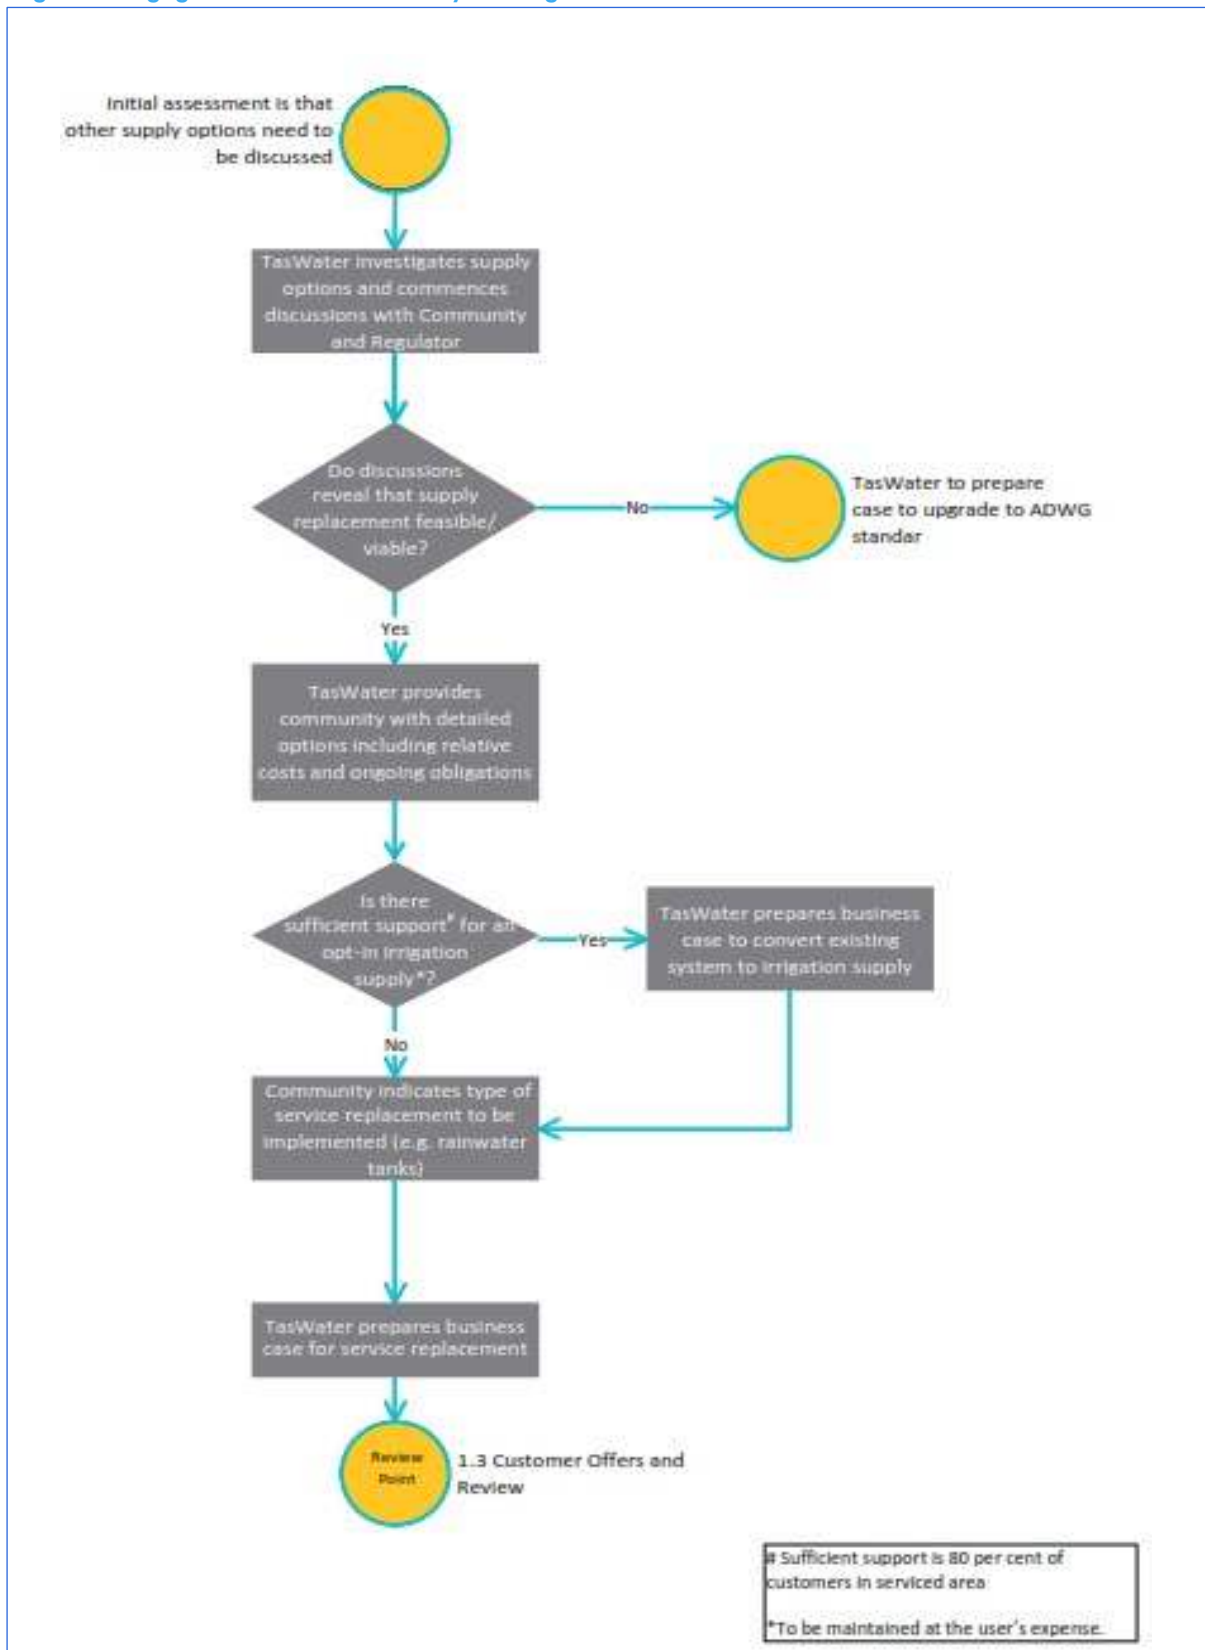 Initial assessment is that
other supply options need to
be discussed
TasWater investigates supply
options and commences
discussions with Community
and Regulator
Do discussions
reveal that supply
replacement feasible/
viable?
No
TasWater to prepare
case to upgrade to ADWG
standar
Yes
TasWater provides
community with detailed
options including relative
costs and ongoing obligations
Is there
sufficient support# for an
opt-in irrigation
supply*?
Yes
TasWater prepares business
case to convert existing
system to irrigation supply
No
Community indicates type of
service replacement to be
implemented (e.g. rainwater
tanks)
TasWater prepares business
case for service replacement
Review
Point
1.3 Customer Offers and
Review
# Sufficient support is 80 per cent of
customers in serviced area
*To be maintained at the user's expense.